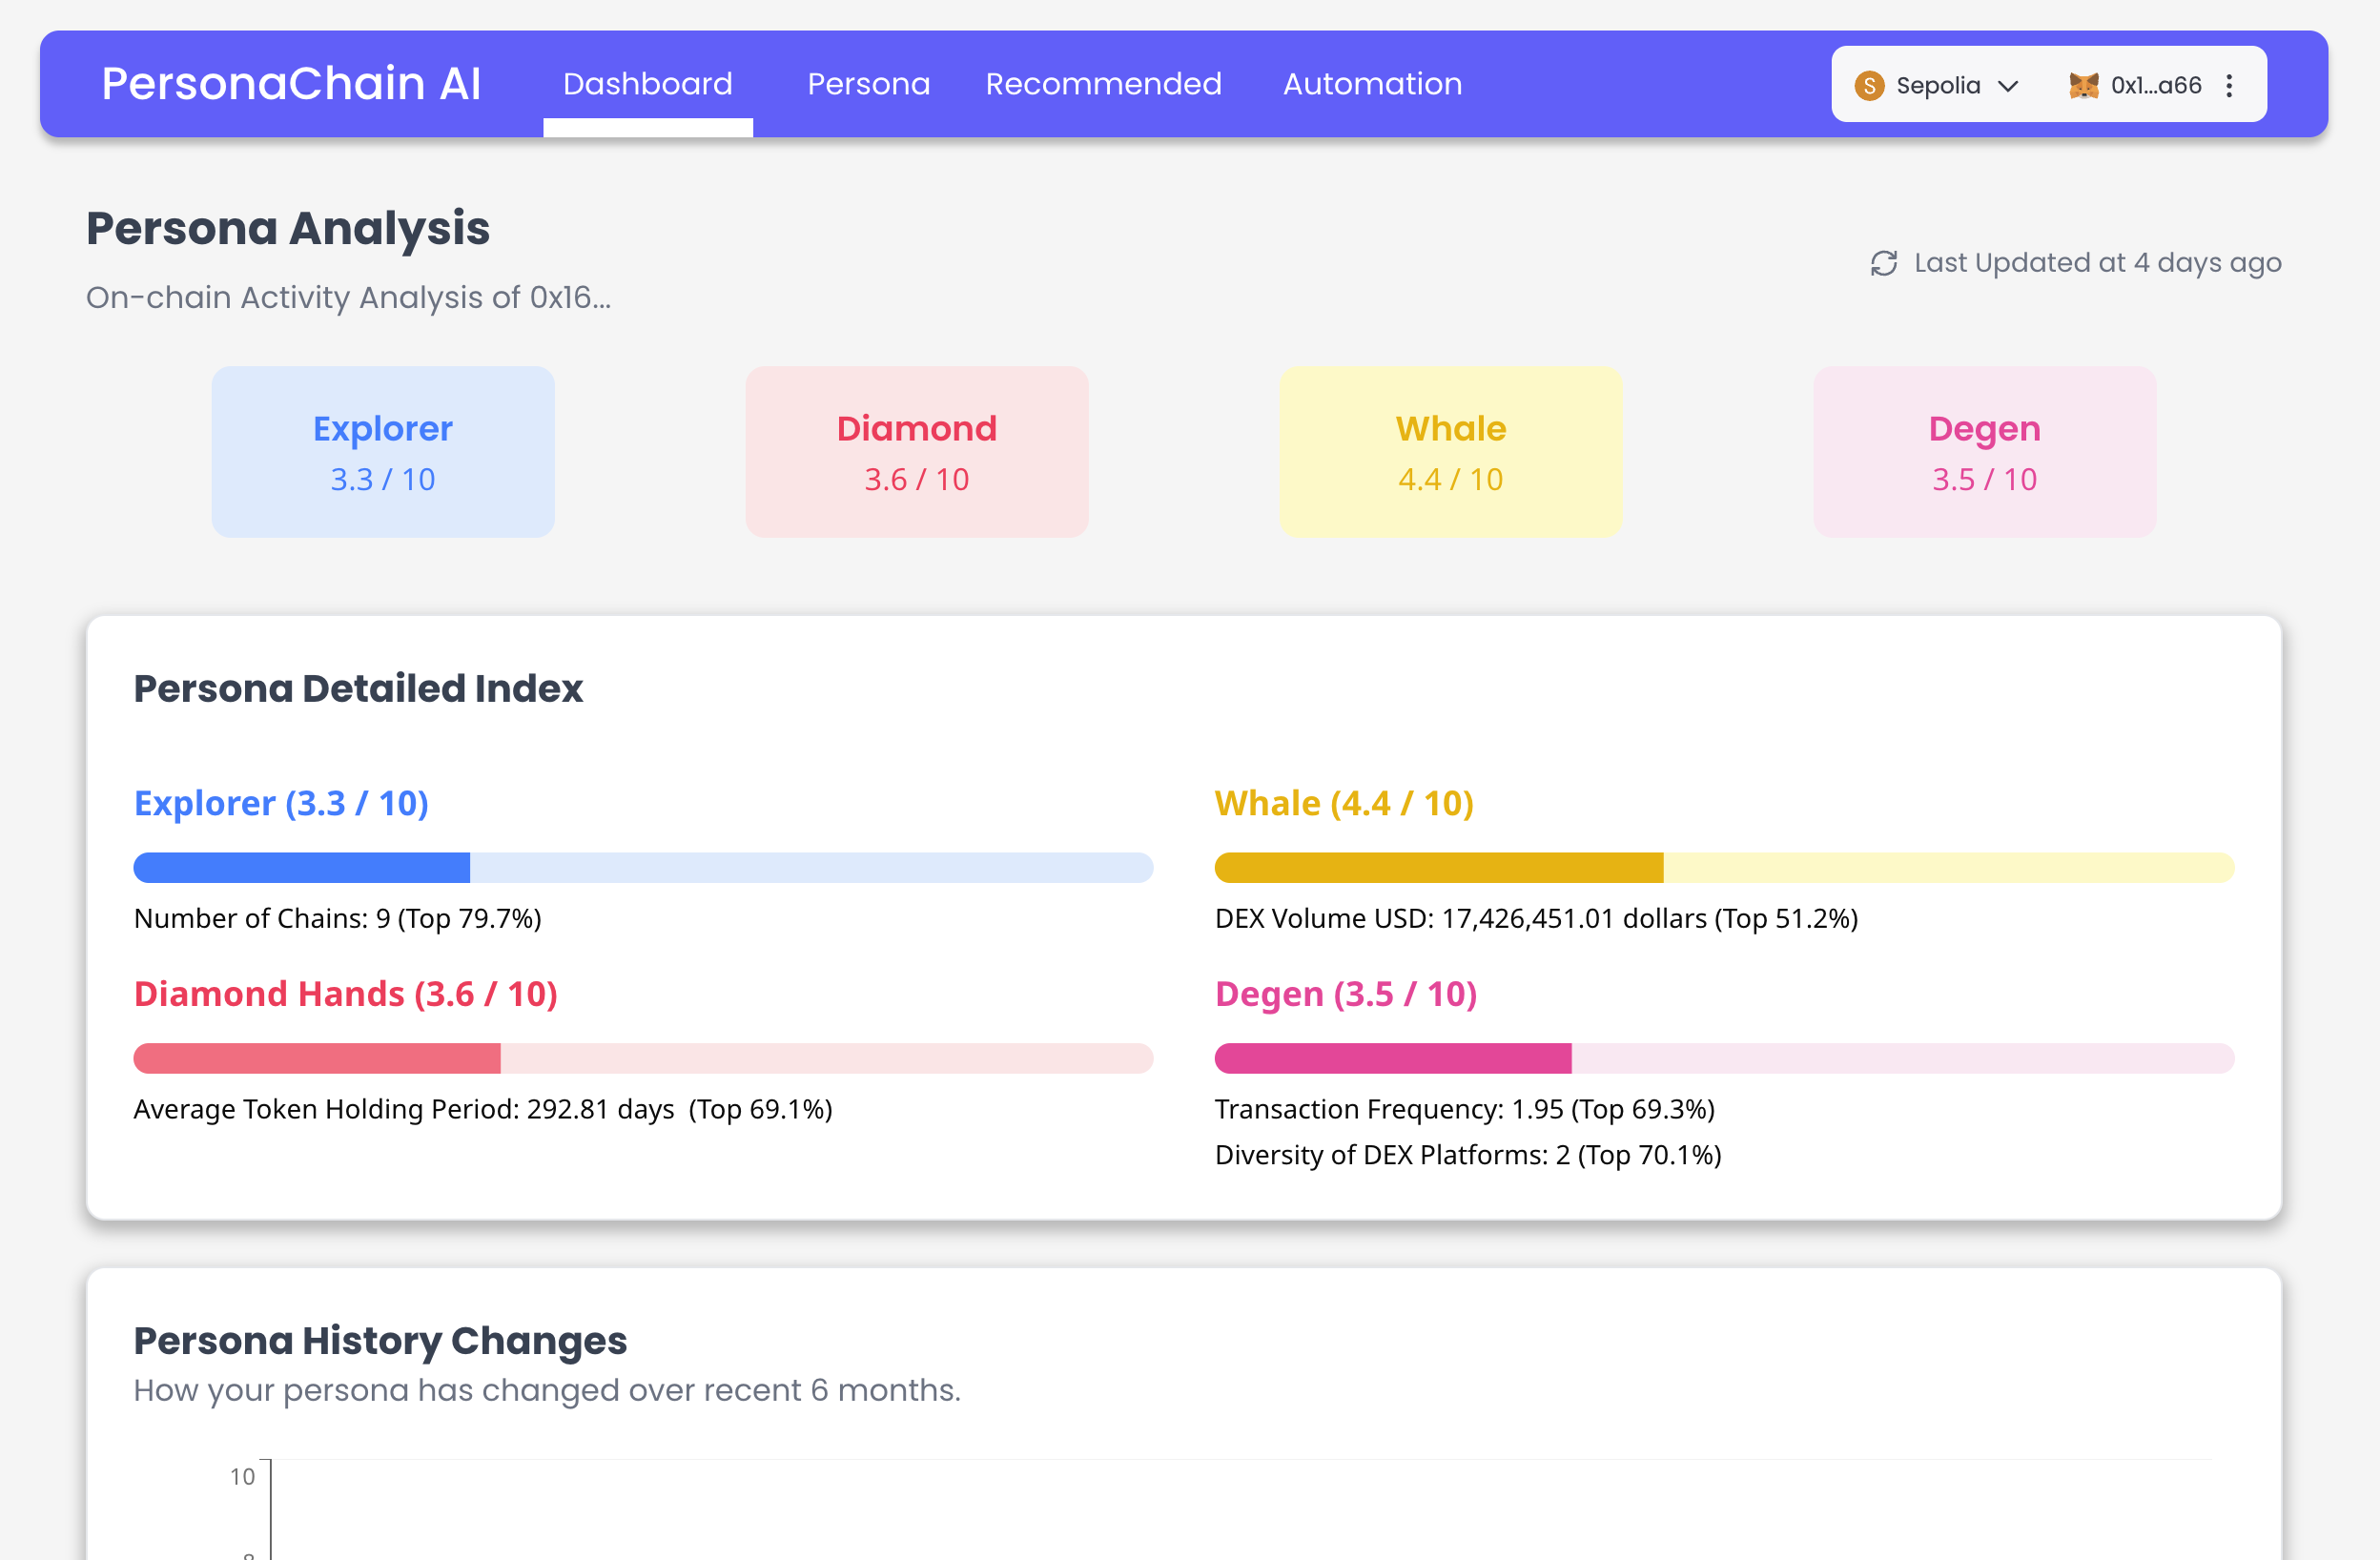 PersonaChain AI Dashboard Persona Recommended Automation S Sepolia 0x1...a66
Persona Analysis
On-chain Activity Analysis of 0x16...
Last Updated at 4 days ago
Explorer
3.3 / 10
Diamond
3.6 / 10
Whale
4.4 / 10
Degen
3.5 / 10
Persona Detailed Index
Explorer (3.3 / 10)
Number of Chains: 9 (Top 79.7%)
Whale (4.4 / 10)
DEX Volume USD: 17,426,451.01 dollars (Top 51.2%)
Diamond Hands (3.6 / 10)
Average Token Holding Period: 292.81 days  (Top 69.1%)
Degen (3.5 / 10)
Transaction Frequency: 1.95 (Top 69.3%)
Diversity of DEX Platforms: 2 (Top 70.1%)
Persona History Changes
How your persona has changed over recent 6 months.
10